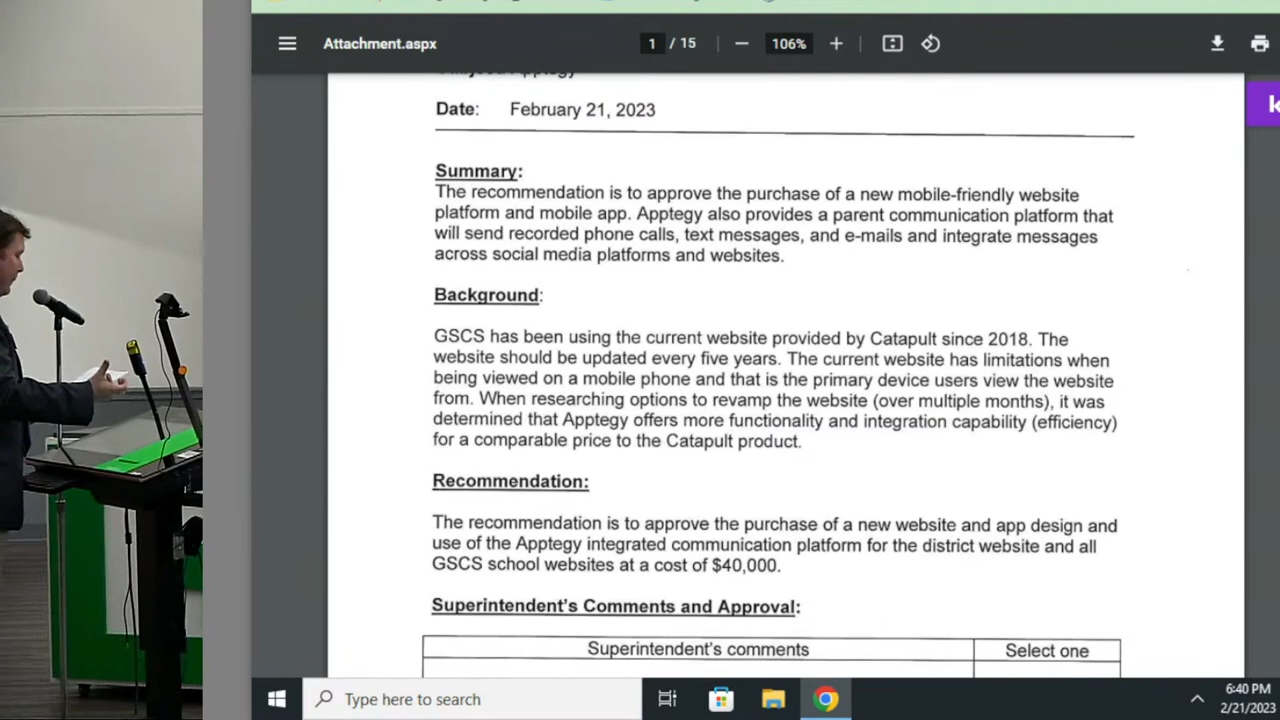 Attachment.aspx
1 / 15
106%
Date: February 21, 2023
Summary:
The recommendation is to approve the purchase of a new mobile-friendly website
platform and mobile app. Apptegy also provides a parent communication platform that
will send recorded phone calls, text messages, and e-mails and integrate messages
across social media platforms and websites.
Background:
GSCS has been using the current website provided by Catapult since 2018. The
website should be updated every five years. The current website has limitations when
being viewed on a mobile phone and that is the primary device users view the website
from. When researching options to revamp the website (over multiple months), it was
determined that Apptegy offers more functionality and integration capability (efficiency)
for a comparable price to the Catapult product.
Recommendation:
The recommendation is to approve the purchase of a new website and app design and
use of the Apptegy integrated communication platform for the district website and all
GSCS school websites at a cost of $40,000.
Superintendent's Comments and Approval:
Superintendent's comments
Select one
Type here to search
6:40 PM
2/21/2023